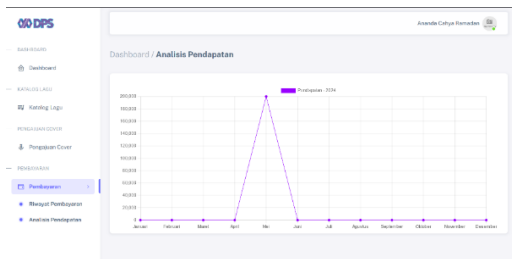 DPS
Ananda Cahya Ramadan
DASHBOARD
Dashboard
Dashboard / Analisis Pendapatan
KATALOG LAGU
Katalog Lagu
PENGAJUAN COVER
Pengajuan Cover
PEMBAYARAN
Pembayaran
Riwayat Pembayaran
Analisis Pendapatan
Pendapatan - 2024
200,000
180,000
160,000
140,000
120,000
100,000
80,000
60,000
40,000
20,000
0
Januari Februari Maret April Mei Juni Juli Agustus September Oktober November Desember